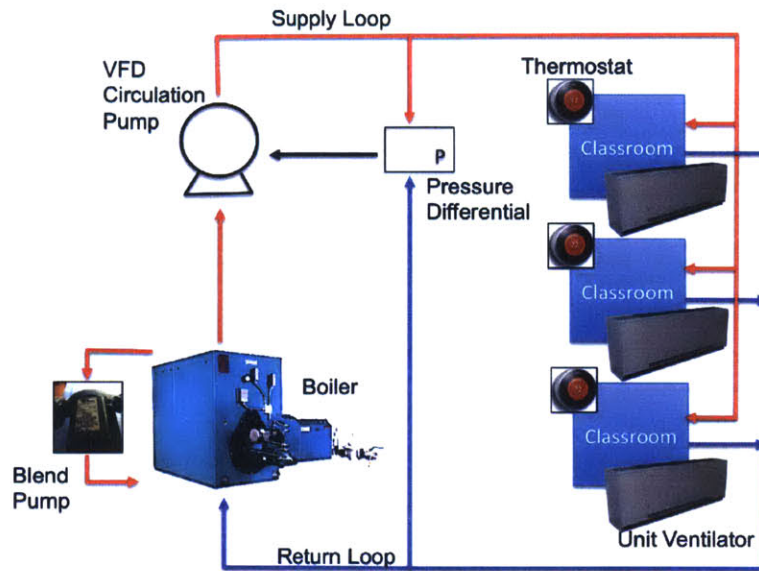 Supply Loop
VFD
Circulation
Pump
Thermostat
Classroom
P
Pressure
Differential
Classroom
Boiler
Classroom
Blend
Pump
Unit Ventilator
Return Loop